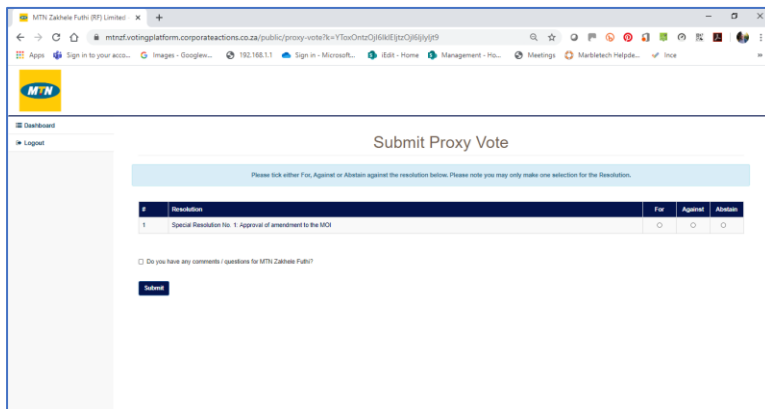 MTN Zakhele Futhi (RF) Limited
mtnzf.votingplatform.corporateactions.co.za/public/proxy-vote?k=
Apps Sign in to your acco... Images - Googlew... 192.168.1.1 Sign in - Microsoft... iEdit - Home Management - Ho... Meetings Marbletech Helpde... Ince
MTN
Dashboard
Logout
Submit Proxy Vote
Please tick either For, Against or Abstain against the resolution below. Please note you may only make one selection for the Resolution.
# Resolution For Against Abstain
1 Special Resolution No. 1: Approval of amendment to the MOI
Do you have any comments / questions for MTN Zakhele Futhi?
Submit